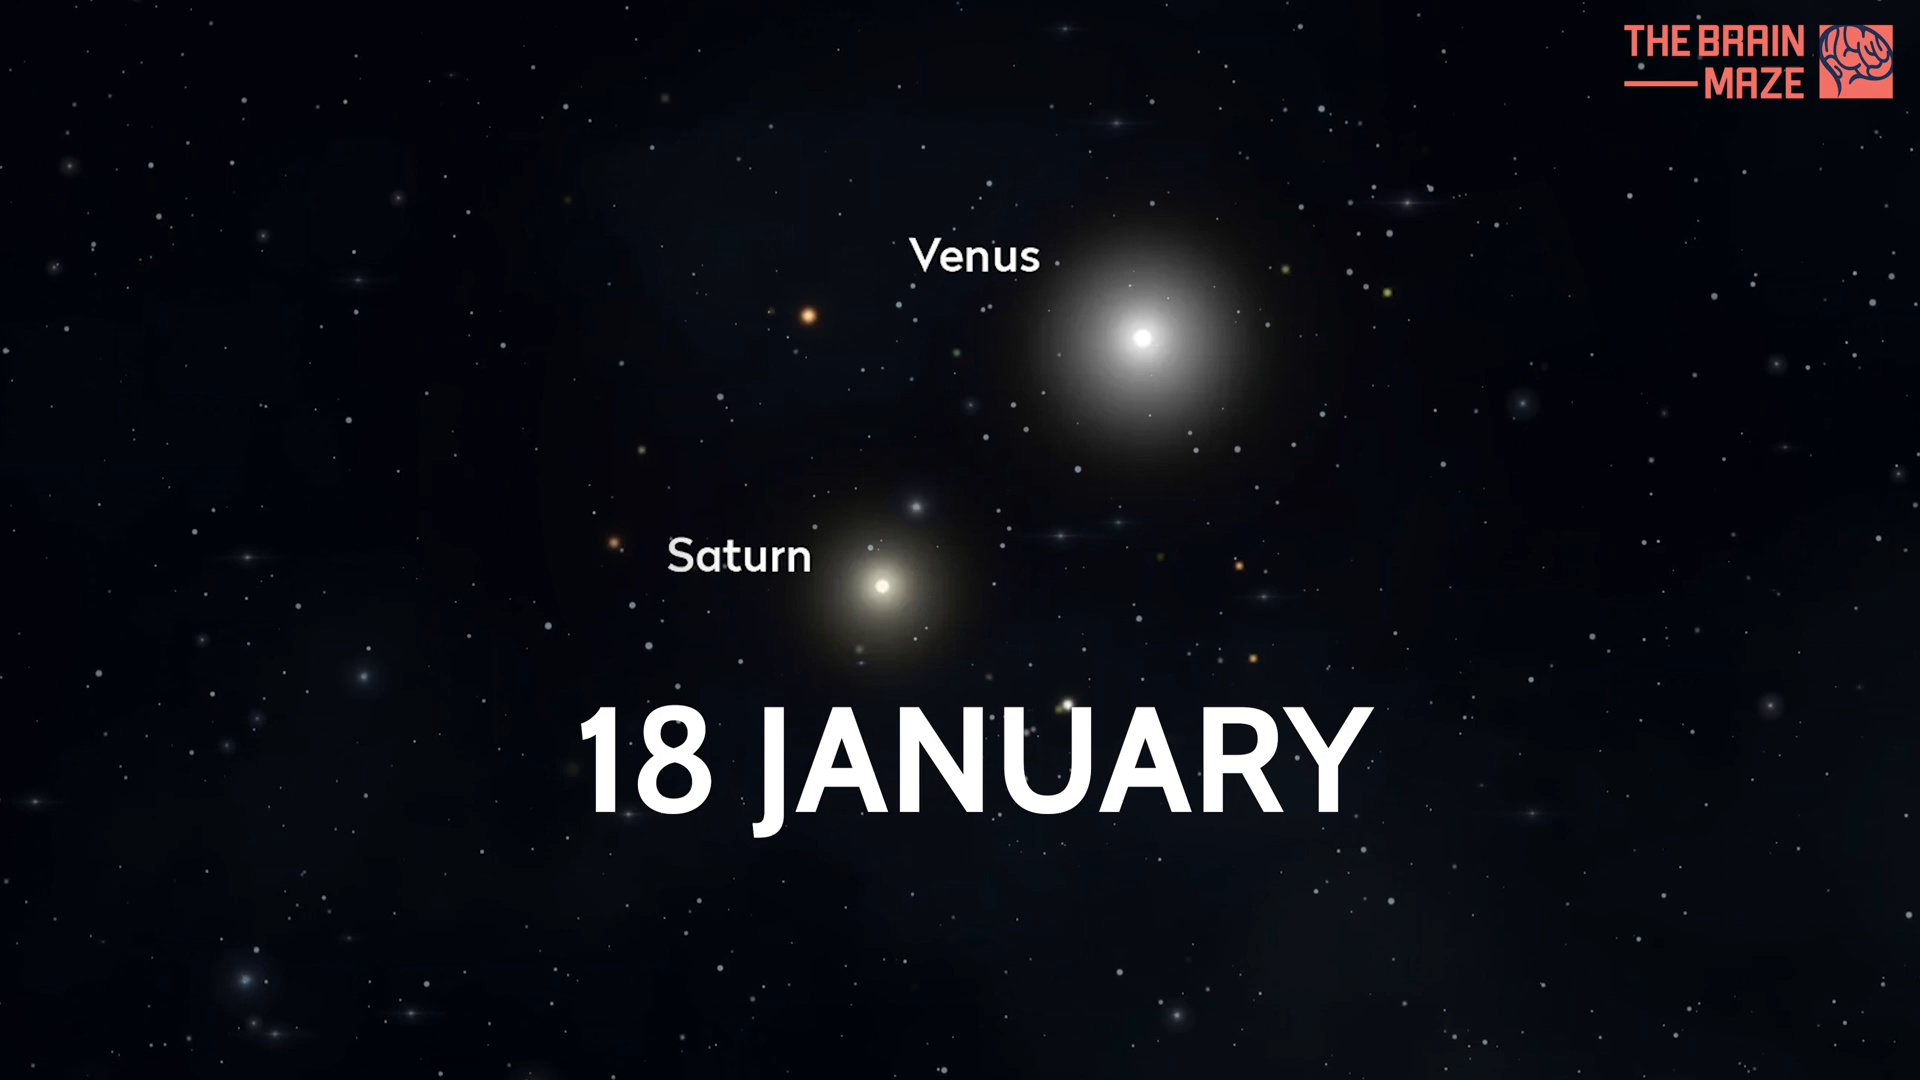 THE BRAIN
MAZE
Venus
Saturn
18 JANUARY